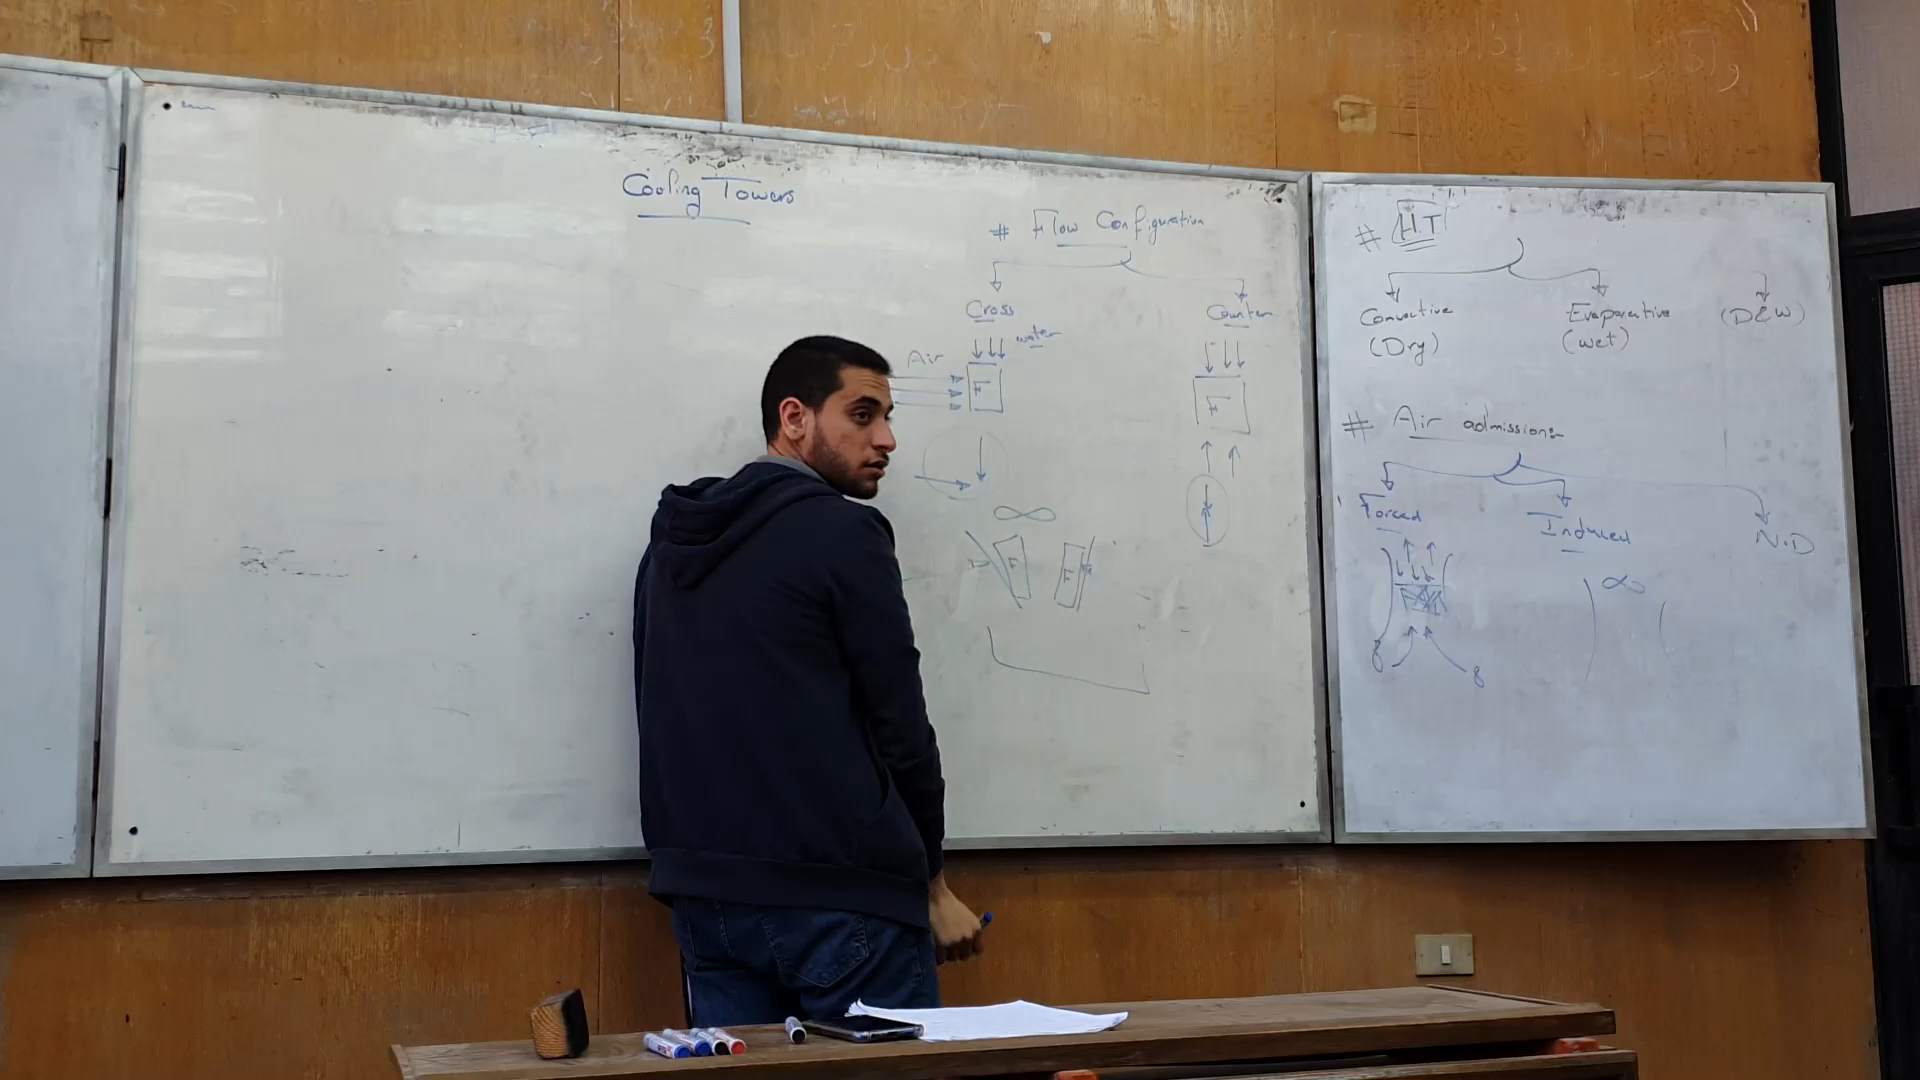 Cooling Towers
# Flow Configuration
Cross
Counter
water
Air
F
F
F
F
# H.T
Convective
(Dry)
Evaporative
(wet)
(D&W)
# Air admission:-
Forced
Induced
N.D